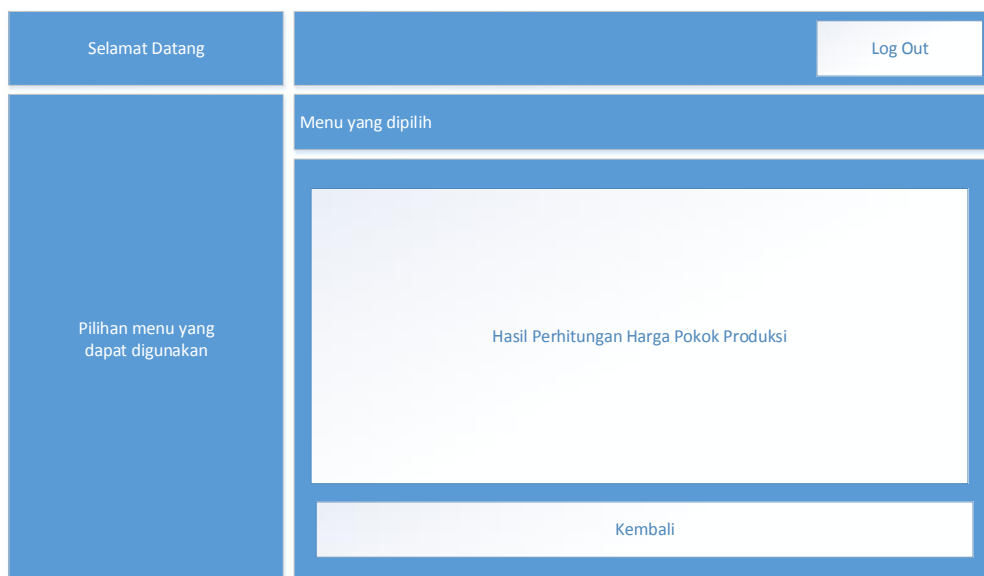 Selamat Datang
Log Out
Menu yang dipilih
Pilihan menu yang
dapat digunakan
Hasil Perhitungan Harga Pokok Produksi
Kembali